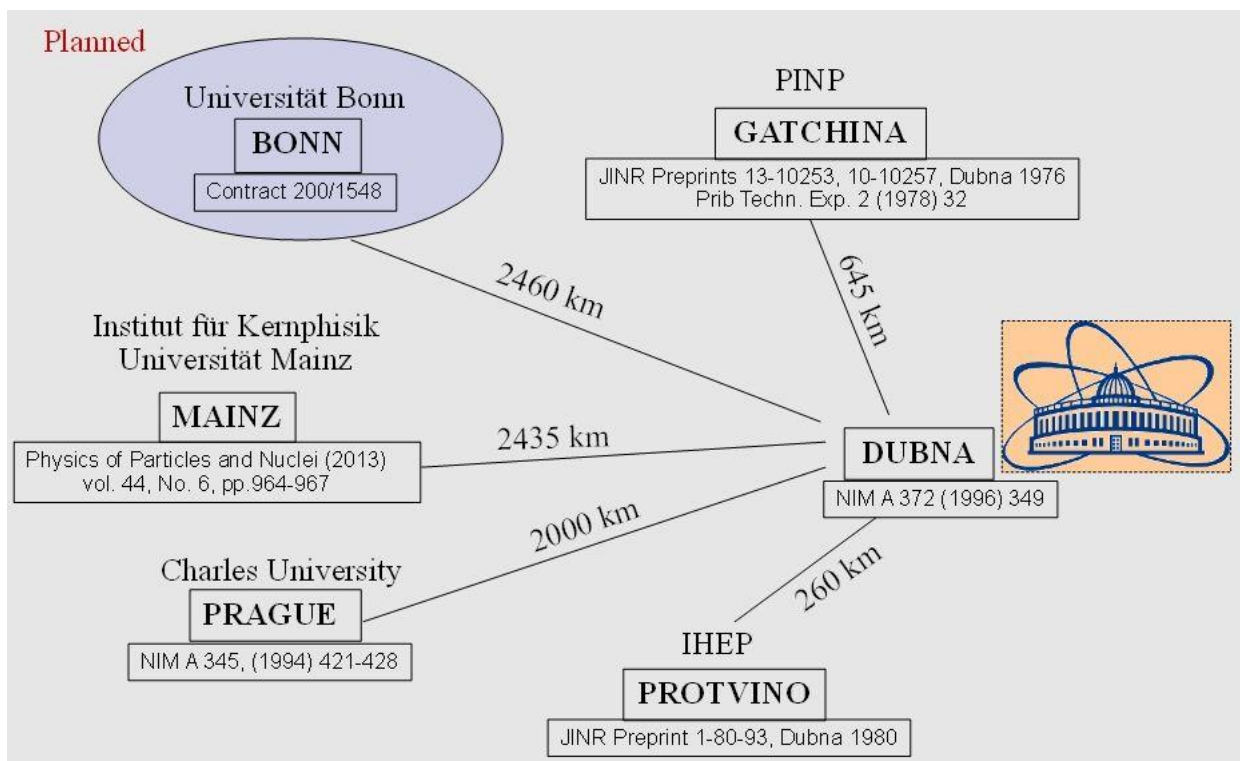 Planned
Universität Bonn
BONN
Contract 200/1548
PINP
GATCHINA
JINR Preprints 13-10253, 10-10257, Dubna 1976
Prib Techn. Exp. 2 (1978) 32
2460 km
645 km
Institut für Kernphisik
Universität Mainz
MAINZ
Physics of Particles and Nuclei (2013)
vol. 44, No. 6, pp.964-967
2435 km
DUBNA
NIM A 372 (1996) 349
2000 km
Charles University
PRAGUE
NIM A 345, (1994) 421-428
260 km
IHEP
PROTVINO
JINR Preprint 1-80-93, Dubna 1980